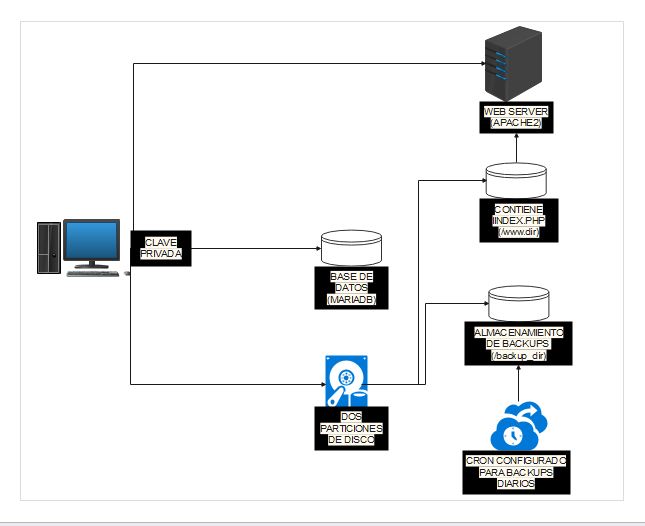 WEB SERVER
(APACHE2)
CONTIENE
IINDEX.PHP
(/www.dir)
CLAVE
PRIVADA
BASE DE
DATOS
(MARIADB)
ALMACENAMIENTO
DE BACKUPS
(/backup_dir)
DOS
PARTICIONES
DE DISCO
CRON CONFIGURADO
PARA BACKUPS
DIARIOS